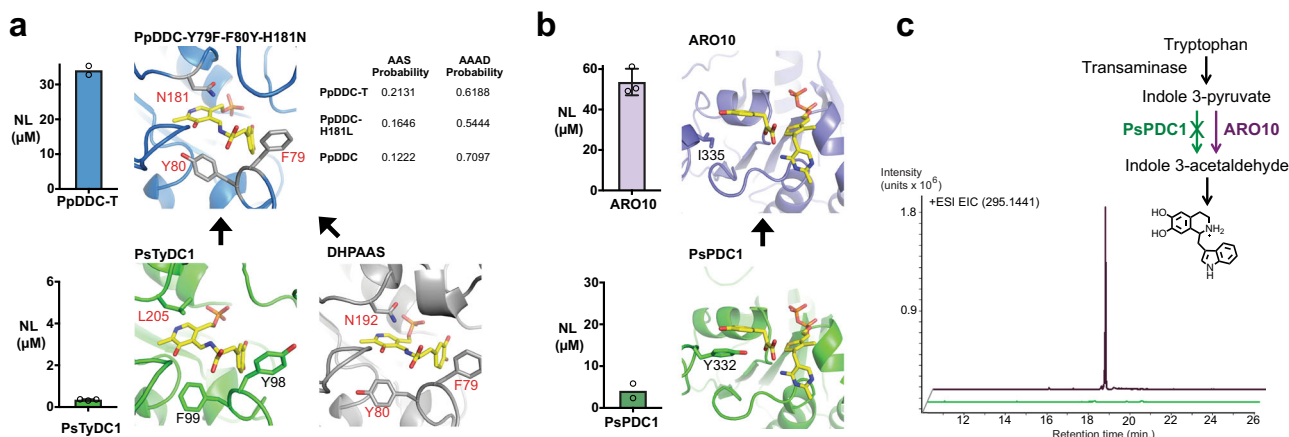 a
PpDDC-Y79F-F80Y-H181N
30
20
10
0
NL
(µM)
PpDDC-T
N181
Y80
F79
AAS Probability
AAAD Probability
PpDDC-T 0.2131 0.6188
PpDDC-H181L 0.1646 0.5444
PpDDC 0.1222 0.7097
PsTyDC1
6
4
2
0
NL
(µM)
PsTyDC1
L205
Y98
F99
DHPAAS
N192
F79
Y80
b
ARO10
60
40
20
0
NL
(µM)
ARO10
I335
PsPDC1
30
20
10
0
NL
(µM)
PsPDC1
Y332
c
Tryptophan
Transaminase
Indole 3-pyruvate
PsPDC1
ARO10
Indole 3-acetaldehyde
Intensity
(units x 10⁶)
+ESI EIC (295.1441)
HO
HO
NH₂
+
N
H
1.8
0.9
12 14 16 18 20 22 24 26
Retention time (min.)